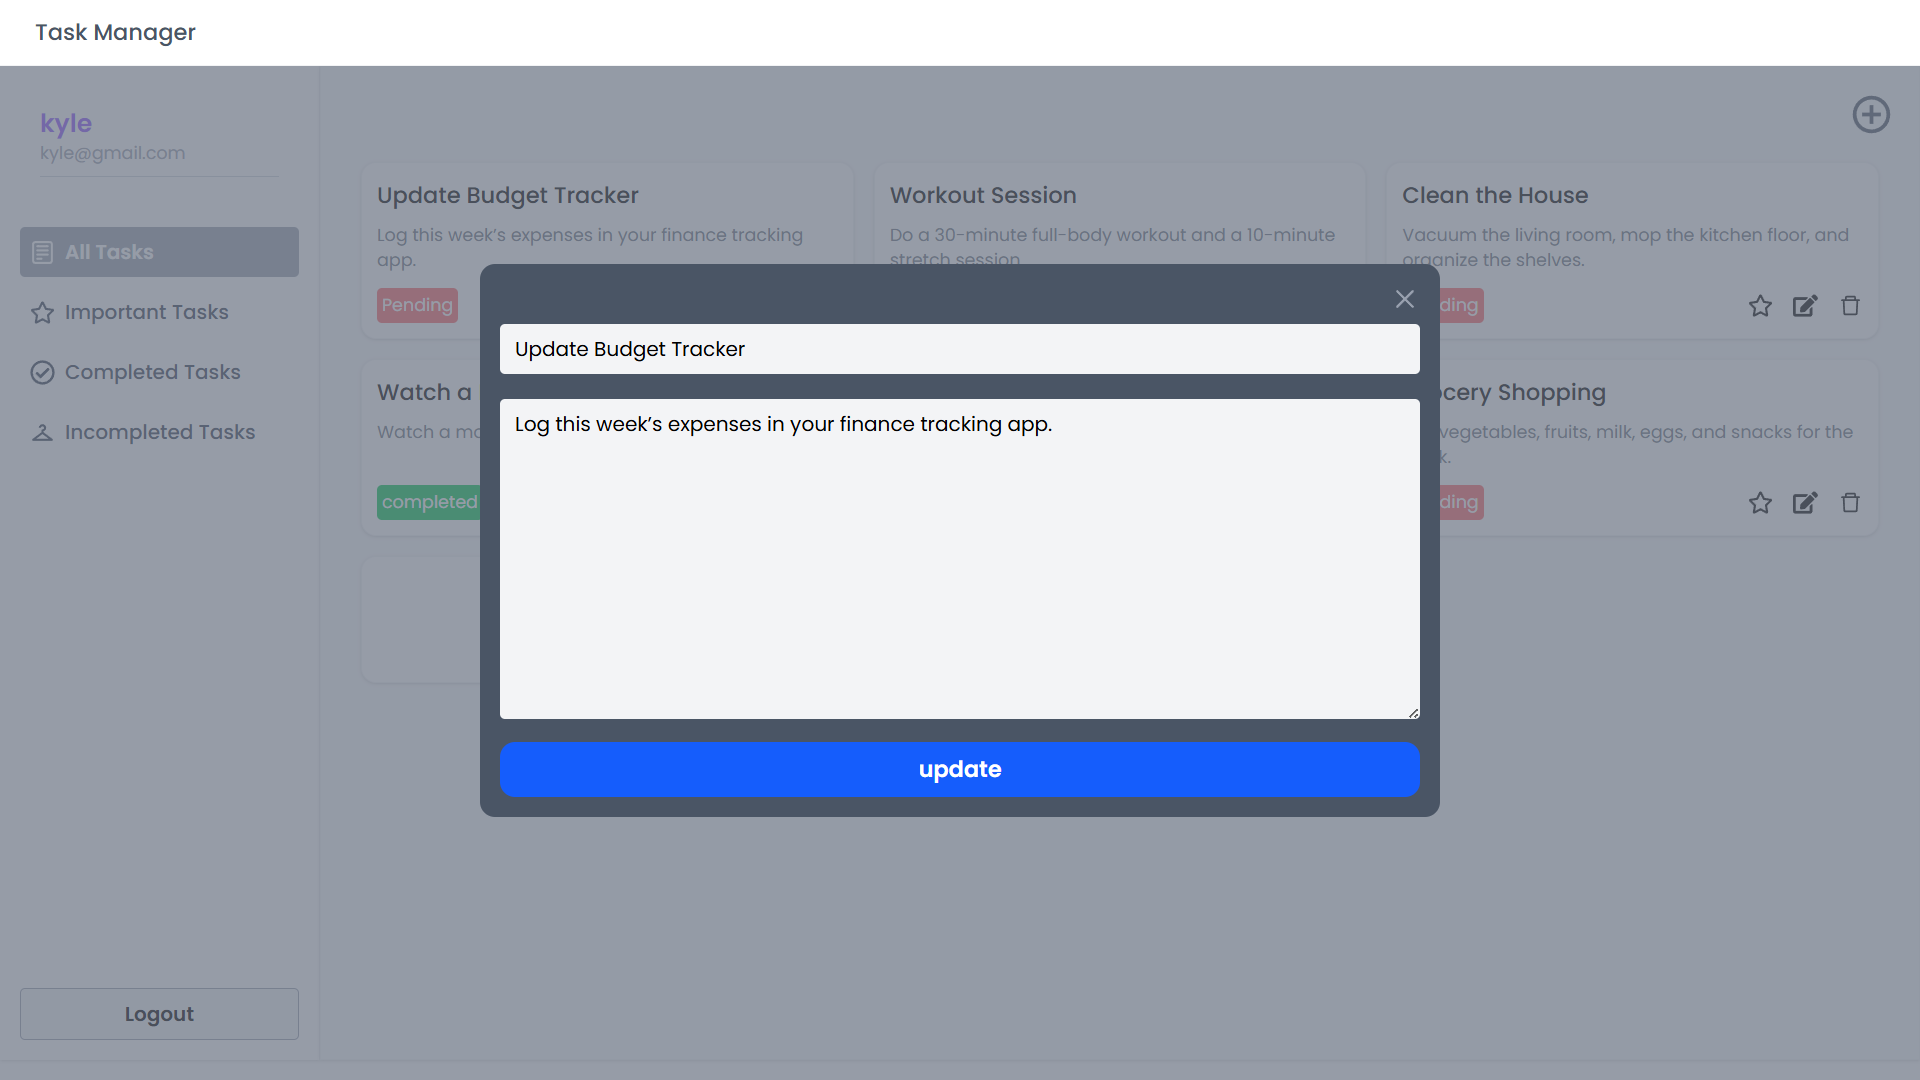 Task Manager
kyle
kyle@gmail.com
All Tasks
Important Tasks
Completed Tasks
Incompleted Tasks
Logout
Update Budget Tracker
Log this week’s expenses in your finance tracking
app.
Pending
Workout Session
Do a 30-minute full-body workout and a 10-minute
stretch session
Clean the House
Vacuum the living room, mop the kitchen floor, and
organize the shelves.
ding
Watch a
Watch a
completed
cery Shopping
vegetables, fruits, milk, eggs, and snacks for the
k.
ding
Update Budget Tracker
Log this week’s expenses in your finance tracking app.
update